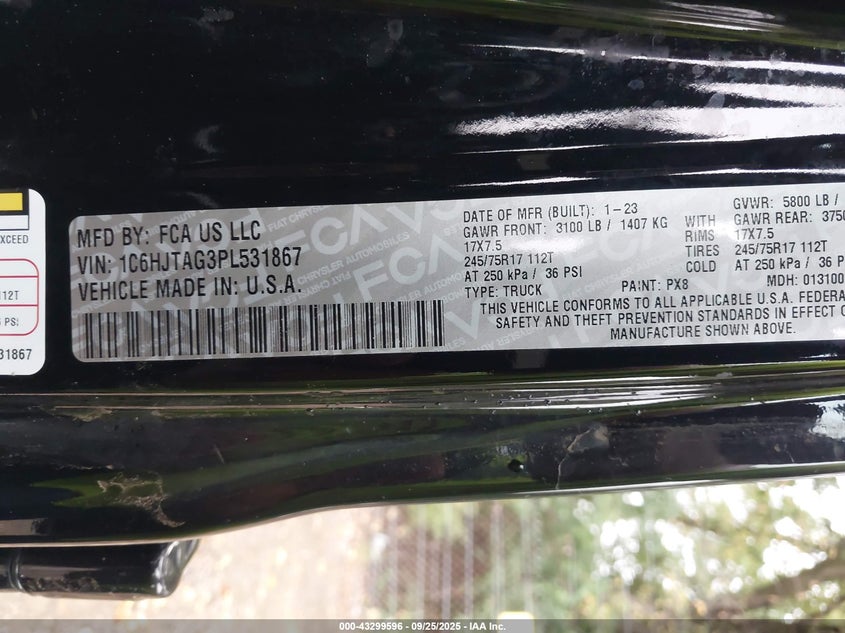 EXCEED
112T
PSI
531867
MFD BY: FCA US LLC
VIN: 1C6HJTAG3PL531867
VEHICLE MADE IN: U.S.A.
DATE OF MFR (BUILT): 1-23
GVWR: 5800 LB /
GAWR FRONT: 3100 LB / 1407 KG WITH GAWR REAR: 3750
17X7.5 RIMS 17X7.5
245/75R17 112T TIRES 245/75R17 112T
AT 250 kPa / 36 PSI COLD AT 250 kPa / 36 PSI
TYPE: TRUCK PAINT: PX8 MDH: 013100
THIS VEHICLE CONFORMS TO ALL APPLICABLE U.S.A. FEDERA
SAFETY AND THEFT PREVENTION STANDARDS IN EFFECT O
MANUFACTURE SHOWN ABOVE.
000-43299596 - 09/25/2025 - IAA Inc.